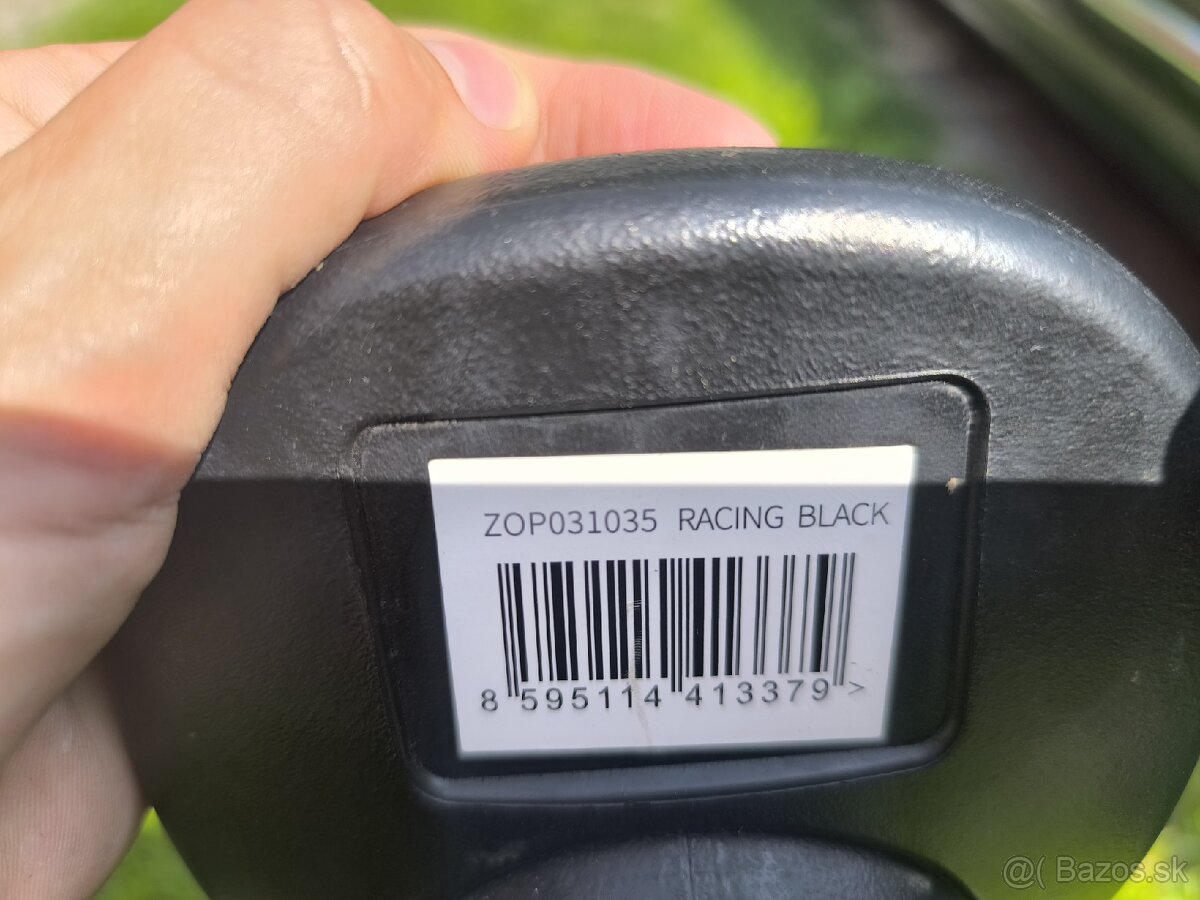 ZOP031035 RACING BLACK
8 595114 413379 >
@( Bazos.sk